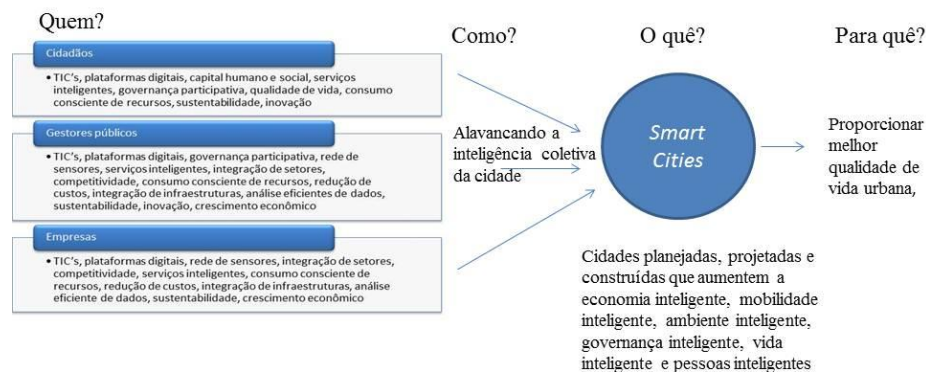 Quem?
Cidadãos
• TIC's, plataformas digitais, capital humano e social, serviços
inteligentes, governança participativa, qualidade de vida, consumo
consciente de recursos, sustentabilidade, inovação
Gestores públicos
• TIC's, plataformas digitais, governança participativa, rede de
sensores, serviços inteligentes, integração de setores,
competitividade, consumo consciente de recursos, redução de
custos, integração de infraestruturas, análise eficientes de dados,
sustentabilidade, inovação, crescimento econômico
Empresas
• TIC's, plataformas digitais, rede de sensores, integração de setores,
competitividade, serviços inteligentes, consumo consciente de
recursos, redução de custos, integração de infraestruturas, análise
eficiente de dados, sustentabilidade, crescimento econômico
Como?
Alavancando a
inteligência coletiva
da cidade
O quê?
Smart
Cities
Cidades planejadas, projetadas e
construídas que aumentem a
economia inteligente, mobilidade
inteligente, ambiente inteligente,
governança inteligente, vida
inteligente e pessoas inteligentes
Para quê?
Proporcionar
melhor
qualidade de
vida urbana,